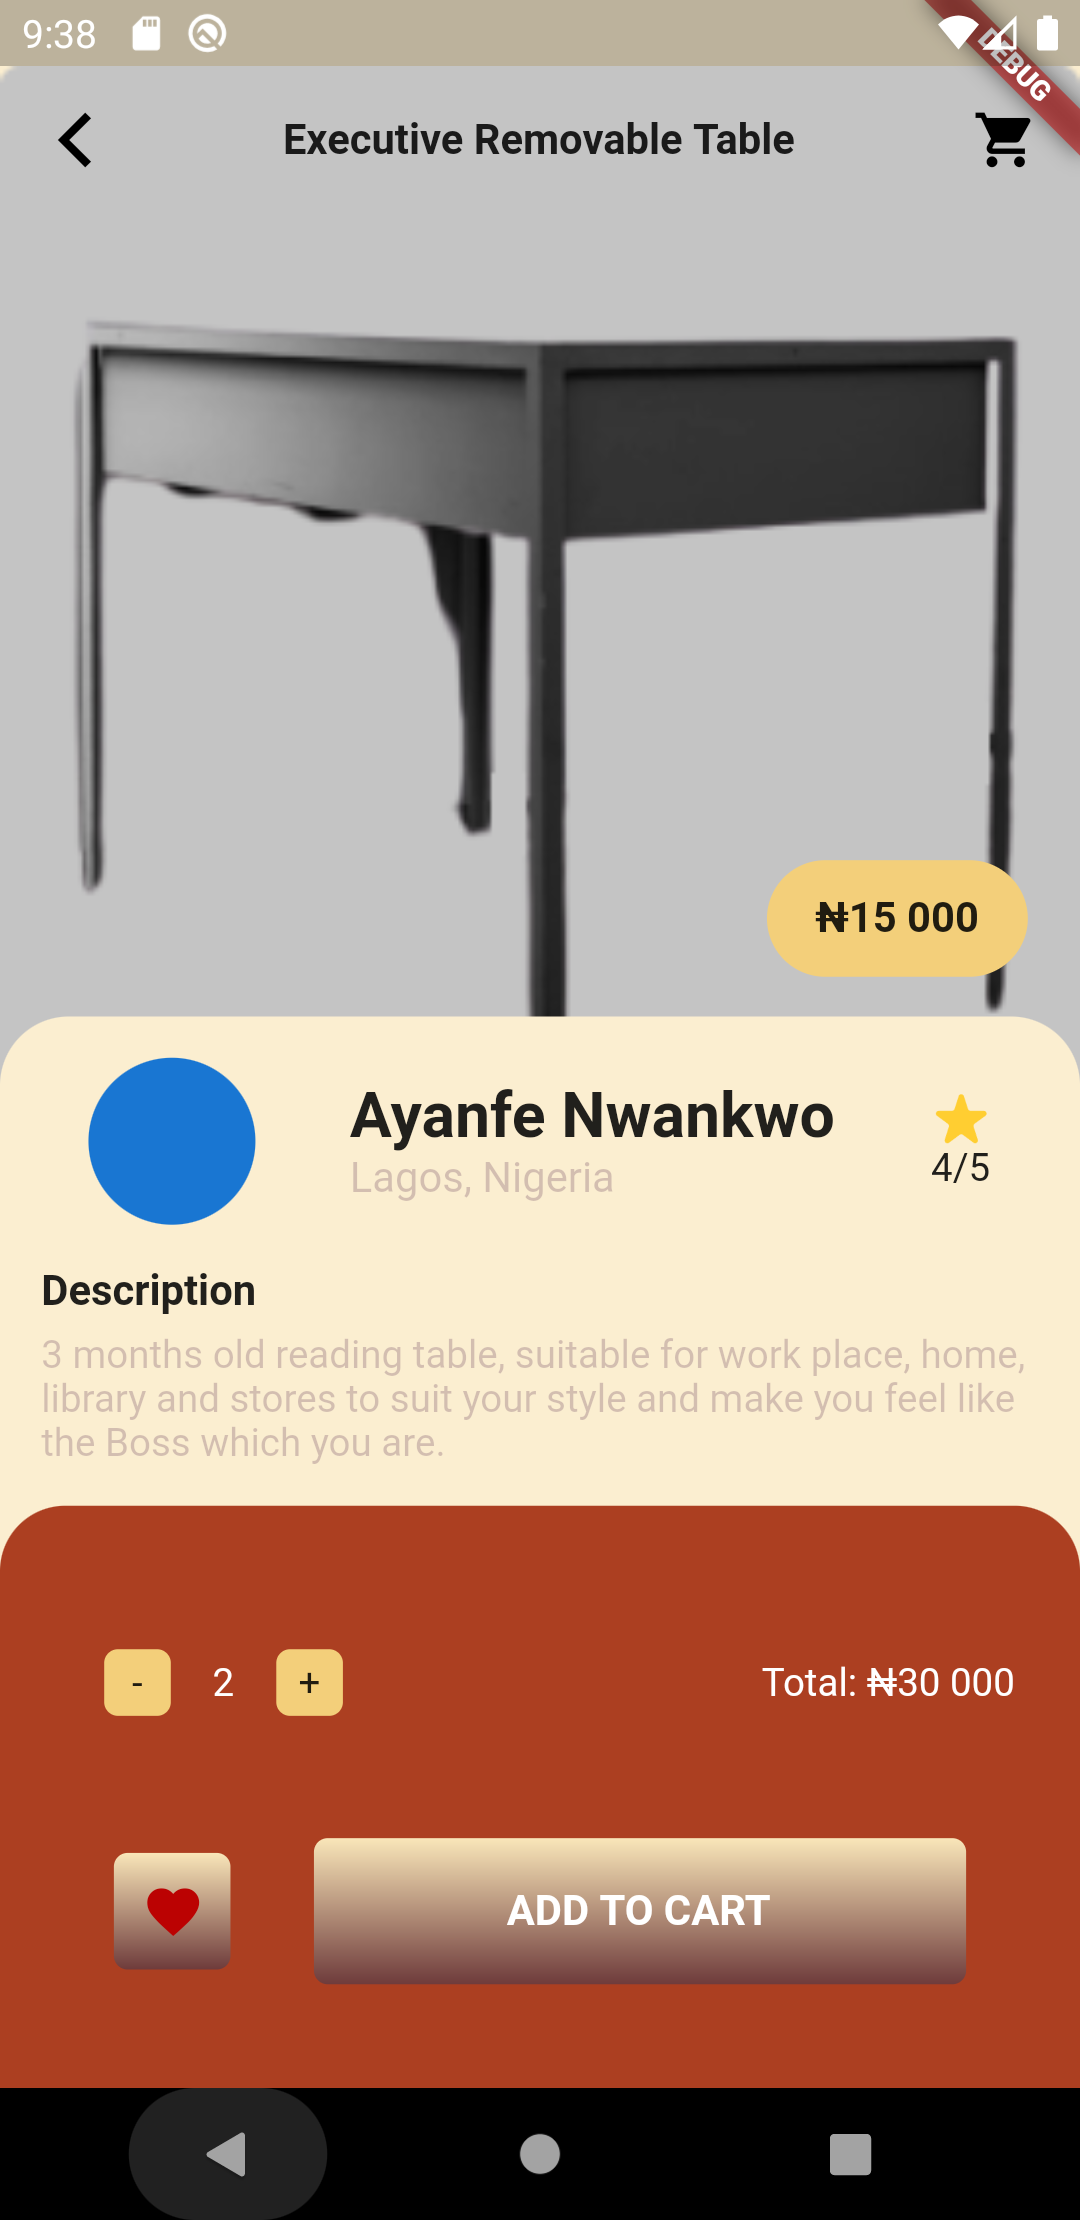 9:38
DEBUG
Executive Removable Table
₦15 000
Ayanfe Nwankwo
Lagos, Nigeria
4/5
Description
3 months old reading table, suitable for work place, home,
library and stores to suit your style and make you feel like
the Boss which you are.
- 2 +
Total: ₦30 000
ADD TO CART